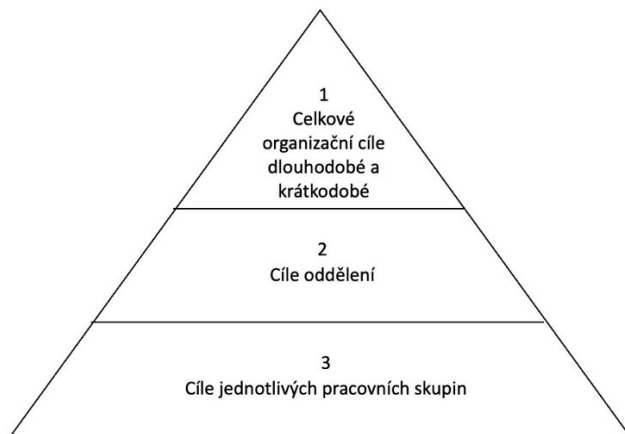 1
Celkové
organizační cíle
dlouhodobé a
krátkodobé
2
Cíle oddělení
3
Cíle jednotlivých pracovních skupin